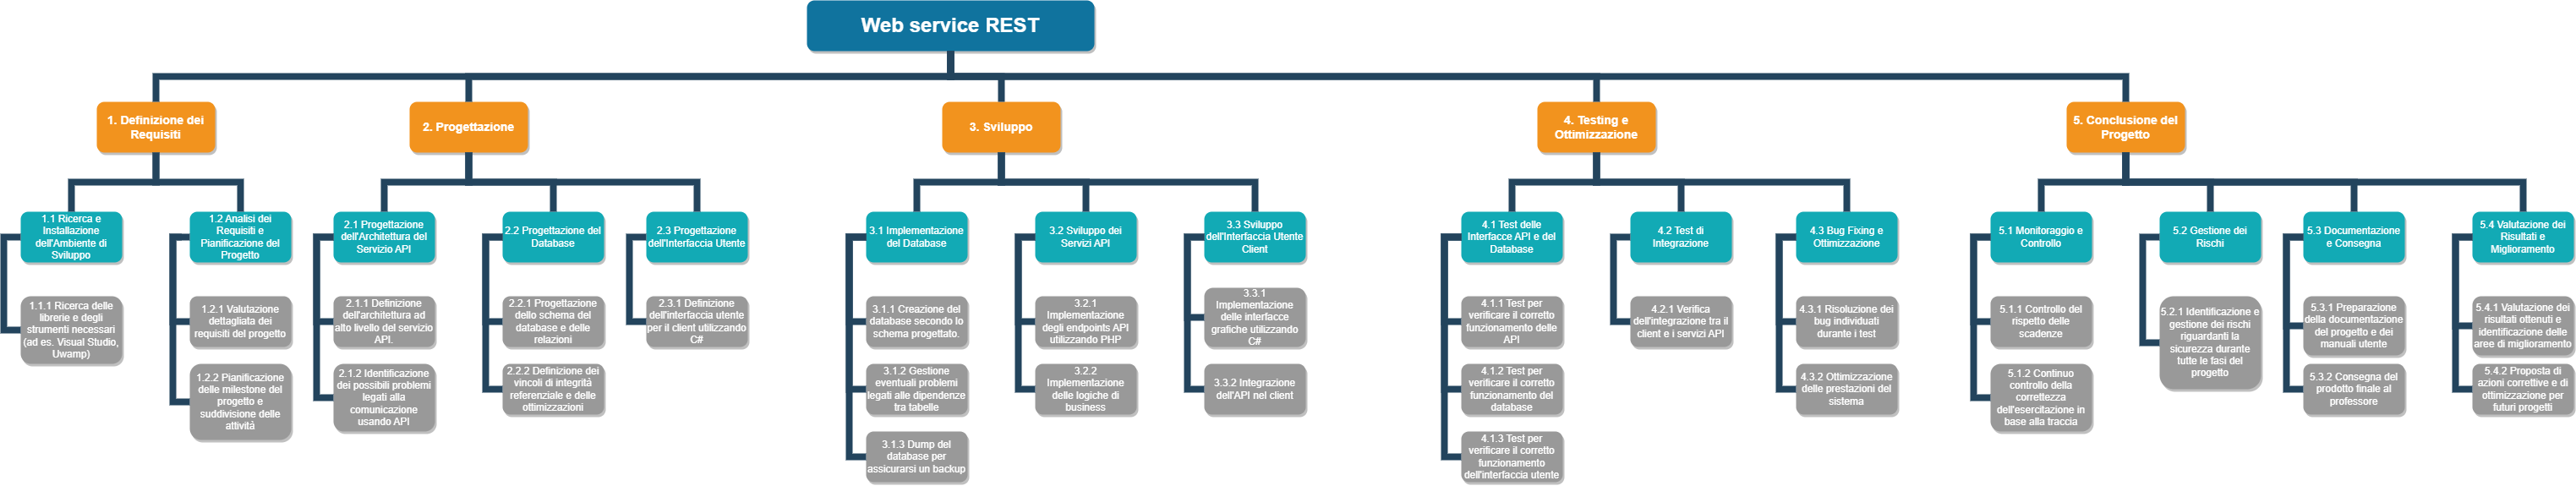 Web service REST
1. Definizione dei
Requisiti
2. Progettazione
3. Sviluppo
4. Testing e
Ottimizzazione
5. Conclusione del
Progetto
1.1 Ricerca e
Installazione
dell'Ambiente di
Sviluppo
1.2 Analisi dei
Requisiti e
Pianificazione del
Progetto
2.1 Progettazione
dell'Architettura del
Servizio API
2.2 Progettazione del
Database
2.3 Progettazione
dell'Interfaccia Utente
3.1 Implementazione
del Database
3.2 Sviluppo dei
Servizi API
3.3 Sviluppo
dell'Interfaccia Utente
Client
4.1 Test delle
Interfacce API e del
Database
4.2 Test di
Integrazione
4.3 Bug Fixing e
Ottimizzazione
5.1 Monitoraggio e
Controllo
5.2 Gestione dei
Rischi
5.3 Documentazione
e Consegna
5.4 Valutazione dei
Risultati e
Miglioramento
1.1.1 Ricerca delle
librerie e degli
strumenti necessari
(ad es. Visual Studio,
Uwamp)
1.2.1 Valutazione
dettagliata dei
requisiti del progetto
1.2.2 Pianificazione
delle milestone del
progetto e
suddivisione delle
attività
2.1.1 Definizione
dell'architettura ad
alto livello del servizio
API.
2.1.2 Identificazione
dei possibili problemi
legati alla
comunicazione
usando API
2.2.1 Progettazione
dello schema del
database e delle
relazioni
2.2.2 Definizione dei
vincoli di integrità
referenziale e delle
ottimizzazioni
2.3.1 Definizione
dell'interfaccia utente
per il client utilizzando
C#
3.1.1 Creazione del
database secondo lo
schema progettato.
3.1.2 Gestione
eventuali problemi
legati alle dipendenze
tra tabelle
3.1.3 Dump del
database per
assicurarsi un backup
3.2.1
Implementazione
degli endpoints API
utilizzando PHP
3.2.2
Implementazione
delle logiche di
business
3.3.1
Implementazione
delle interfacce
grafiche utilizzando
C#
3.3.2 Integrazione
dell'API nel client
4.1.1 Test per
verificare il corretto
funzionamento delle
API
4.1.2 Test per
verificare il corretto
funzionamento del
database
4.1.3 Test per
verificare il corretto
funzionamento
dell'interfaccia utente
4.2.1 Verifica
dell'integrazione tra il
client e i servizi API
4.3.1 Risoluzione dei
bug individuati
durante i test
4.3.2 Ottimizzazione
delle prestazioni del
sistema
5.1.1 Controllo del
rispetto delle
scadenze
5.1.2 Continuo
controllo della
correttezza
dell'esercitazione in
base alla traccia
5.2.1 Identificazione e
gestione dei rischi
riguardanti la
sicurezza durante
tutte le fasi del
progetto
5.3.1 Preparazione
della documentazione
del progetto e dei
manuali utente
5.3.2 Consegna del
prodotto finale al
professore
5.4.1 Valutazione dei
risultati ottenuti e
identificazione delle
aree di miglioramento
5.4.2 Proposta di
azioni correttive e di
ottimizzazione per
futuri progetti